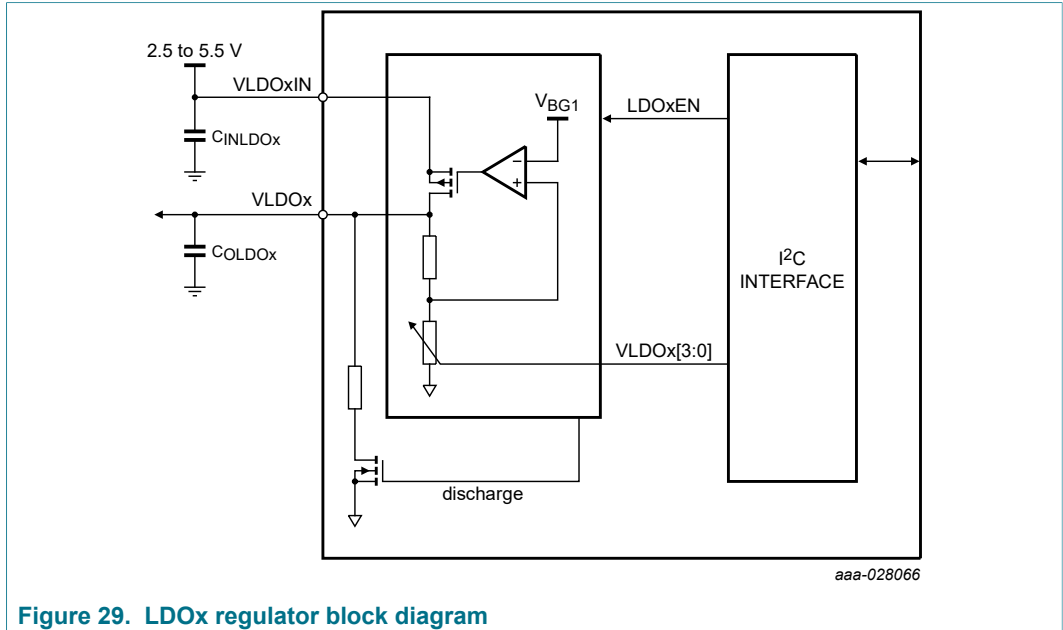 2.5 to 5.5 V
VLDOxIN
CINLDOx
VLDOx
COLDOx
VBG1
−
+
LDOxEN
I2C
INTERFACE
VLDOx[3:0]
discharge
aaa-028066
Figure 29. LDOx regulator block diagram